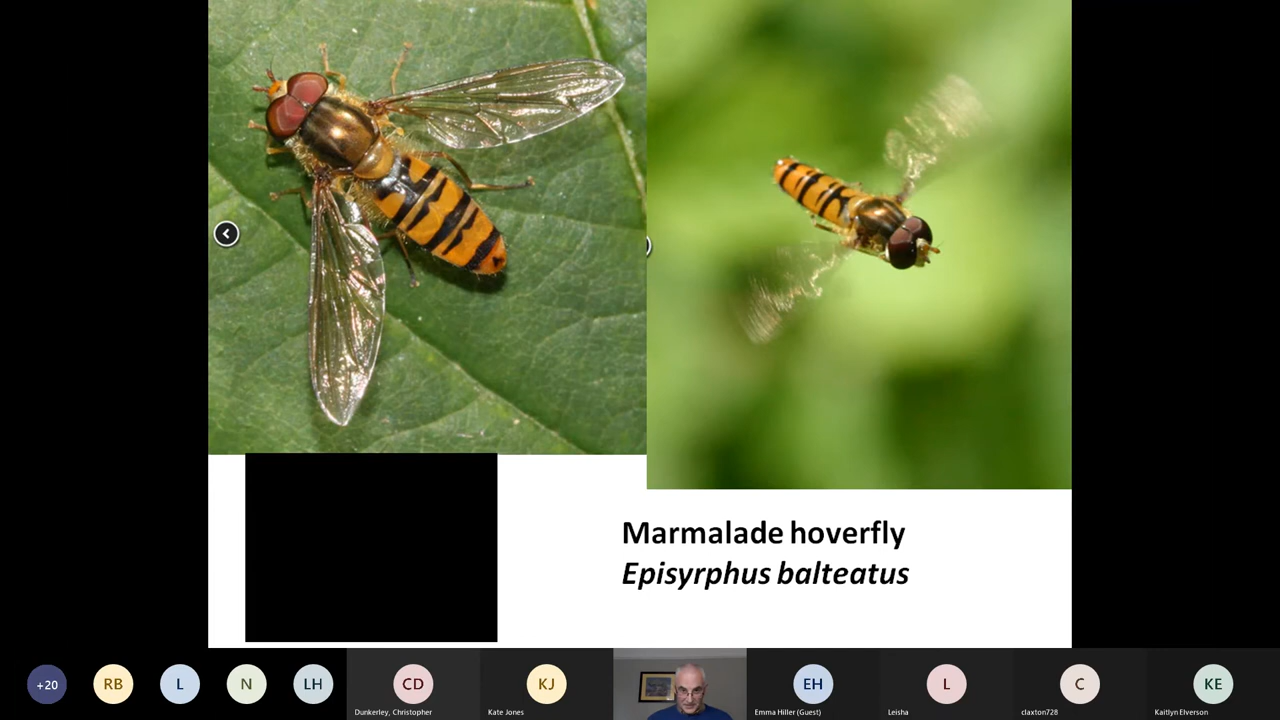 Marmalade hoverfly
Episyrphus balteatus
+20
RB
L
N
LH
CD
Dunkerley, Christopher
KJ
Kate Jones
EH
Emma Hiller (Guest)
L
Leisha
C
claxton728
KE
Kaitlyn Elverson